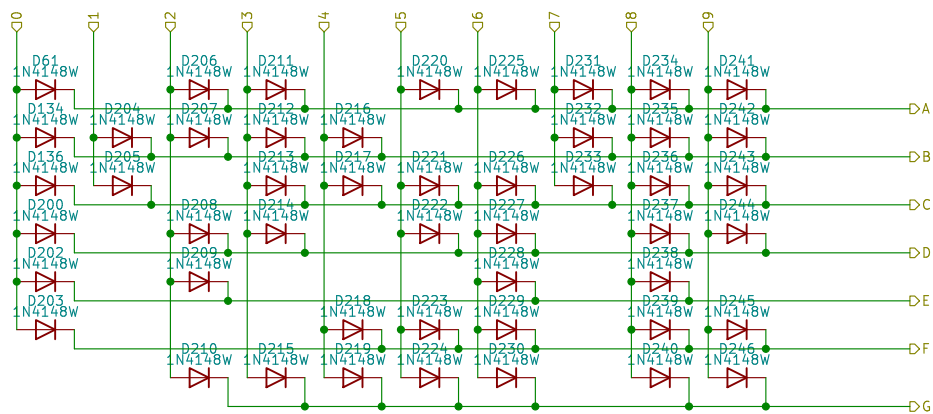 0 1 2 3 4 5 6 7 8 9
D61 D206 D211 D220 D225 D231 D234 D241
1N4148W 1N4148W 1N4148W 1N4148W 1N4148W 1N4148W 1N4148W 1N4148W
A
D134 D204 D207 D212 D216 D232 D235 D242
1N4148W 1N4148W 1N4148W 1N4148W 1N4148W 1N4148W 1N4148W 1N4148W
B
D136 D205 D213 D217 D221 D226 D233 D236 D243
1N4148W 1N4148W 1N4148W 1N4148W 1N4148W 1N4148W 1N4148W 1N4148W 1N4148W
C
D200 D208 D214 D222 D227 D237 D244
1N4148W 1N4148W 1N4148W 1N4148W 1N4148W 1N4148W 1N4148W
D
D202 D209 D228 D238
1N4148W 1N4148W 1N4148W 1N4148W
E
D203 D218 D223 D229 D239 D245
1N4148W 1N4148W 1N4148W 1N4148W 1N4148W 1N4148W
F
D210 D215 D219 D224 D230 D240 D246
1N4148W 1N4148W 1N4148W 1N4148W 1N4148W 1N4148W 1N4148W
G